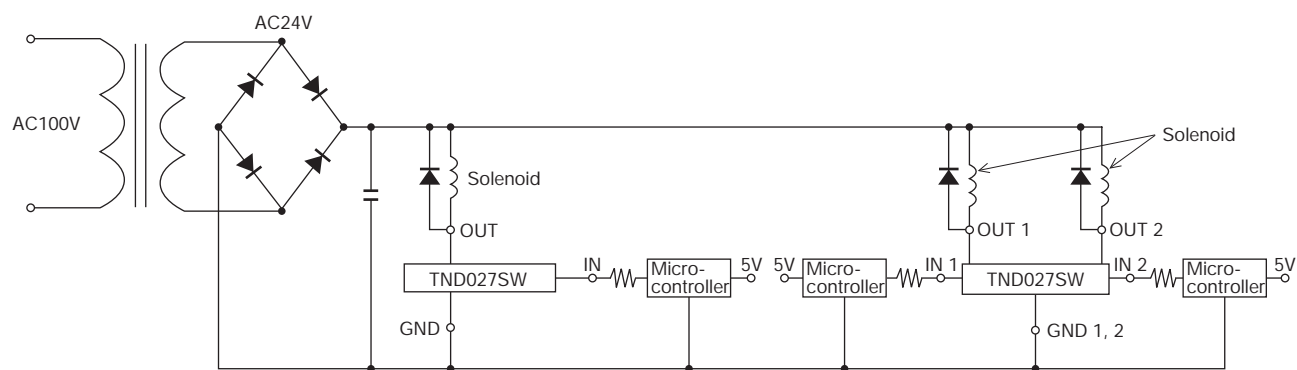 AC24V
AC100V
Solenoid
Solenoid
OUT
OUT 1
OUT 2
TND027SW
IN
Micro-
controller
5V
5V
Micro-
controller
IN 1
TND027SW
IN 2
Micro-
controller
5V
GND
GND 1, 2